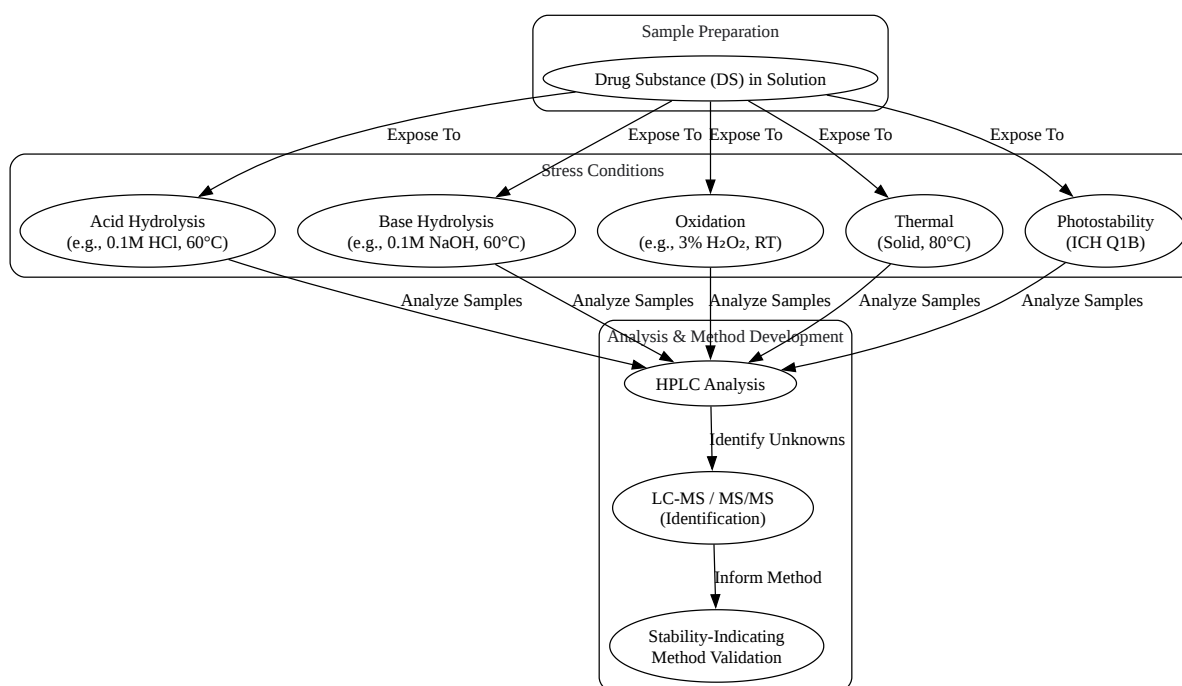 Sample Preparation
Drug Substance (DS) in Solution
Expose To
Expose To
Expose To
Expose To
Expose To
Stress Conditions
Acid Hydrolysis
(e.g., 0.1M HCl, 60°C)
Base Hydrolysis
(e.g., 0.1M NaOH, 60°C)
Oxidation
(e.g., 3% H₂O₂, RT)
Thermal
(Solid, 80°C)
Photostability
(ICH Q1B)
Analyze Samples
Analyze Samples
Analyze Samples
Analyze Samples
Analyze Samples
Analysis & Method Development
HPLC Analysis
Identify Unknowns
LC-MS / MS/MS
(Identification)
Inform Method
Stability-Indicating
Method Validation